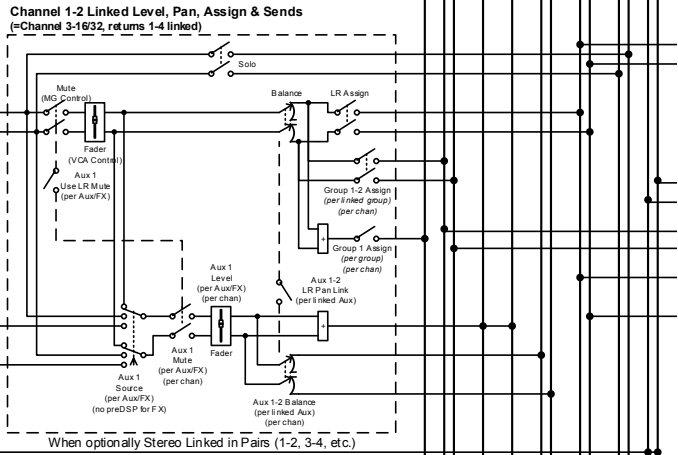 Channel 1-2 Linked Level, Pan, Assign & Sends
(=Channel 3-16/32, returns 1-4 linked)
Solo
Mute
(MG Control)
Balance
LR Assign
Fader
(VCA Control)
Aux 1
Use LR Mute
(per Aux/FX)
Group 1-2 Assign
(per linked group)
(per chan)
+
Group 1 Assign
(per group)
(per chan)
Aux 1
Level
(per Aux/FX)
(per chan)
Aux 1-2
LR Pan Link
(per linked Aux)
+
Fader
Aux 1
Mute
(per Aux/FX)
(per chan)
Aux 1
Source
(per Aux/FX)
(no preDSP for FX)
Aux 1-2 Balance
(per linked Aux)
(per chan)
When optionally Stereo Linked in Pairs (1-2, 3-4, etc.)